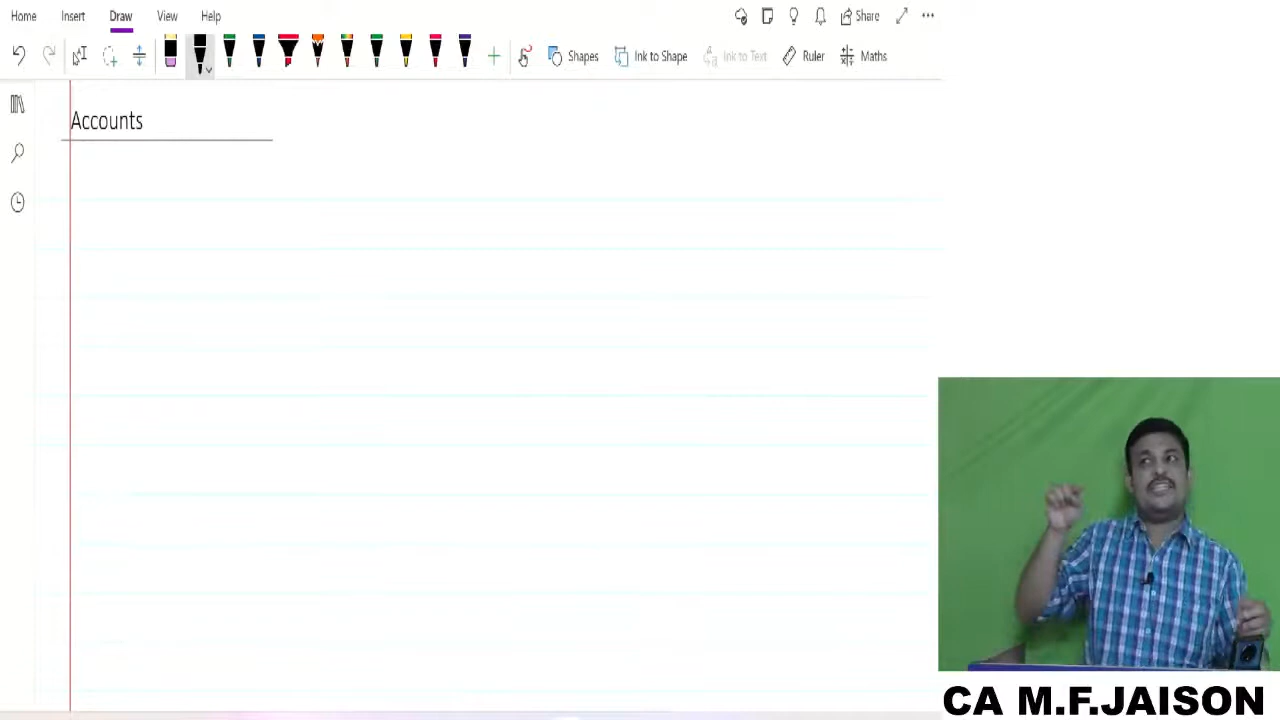 Home Insert Draw View Help Share
Shapes Ink to Shape Ink to Text Ruler Maths
Accounts
CA M.F.JAISON